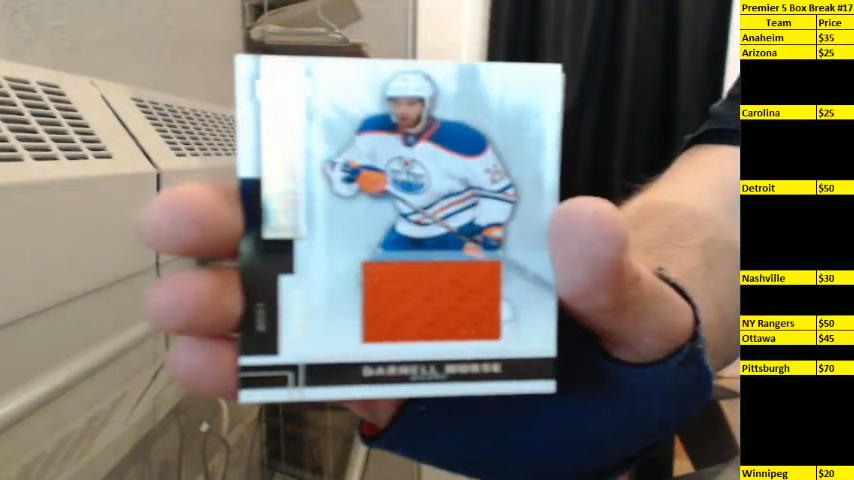 Premier 5 Box Break #17
Team Price
Anaheim $35
Arizona $25
Carolina $25
Detroit $50
Nashville $30
NY Rangers $50
Ottawa $45
Pittsburgh $70
Winnipeg $20
DARNELL NURSE